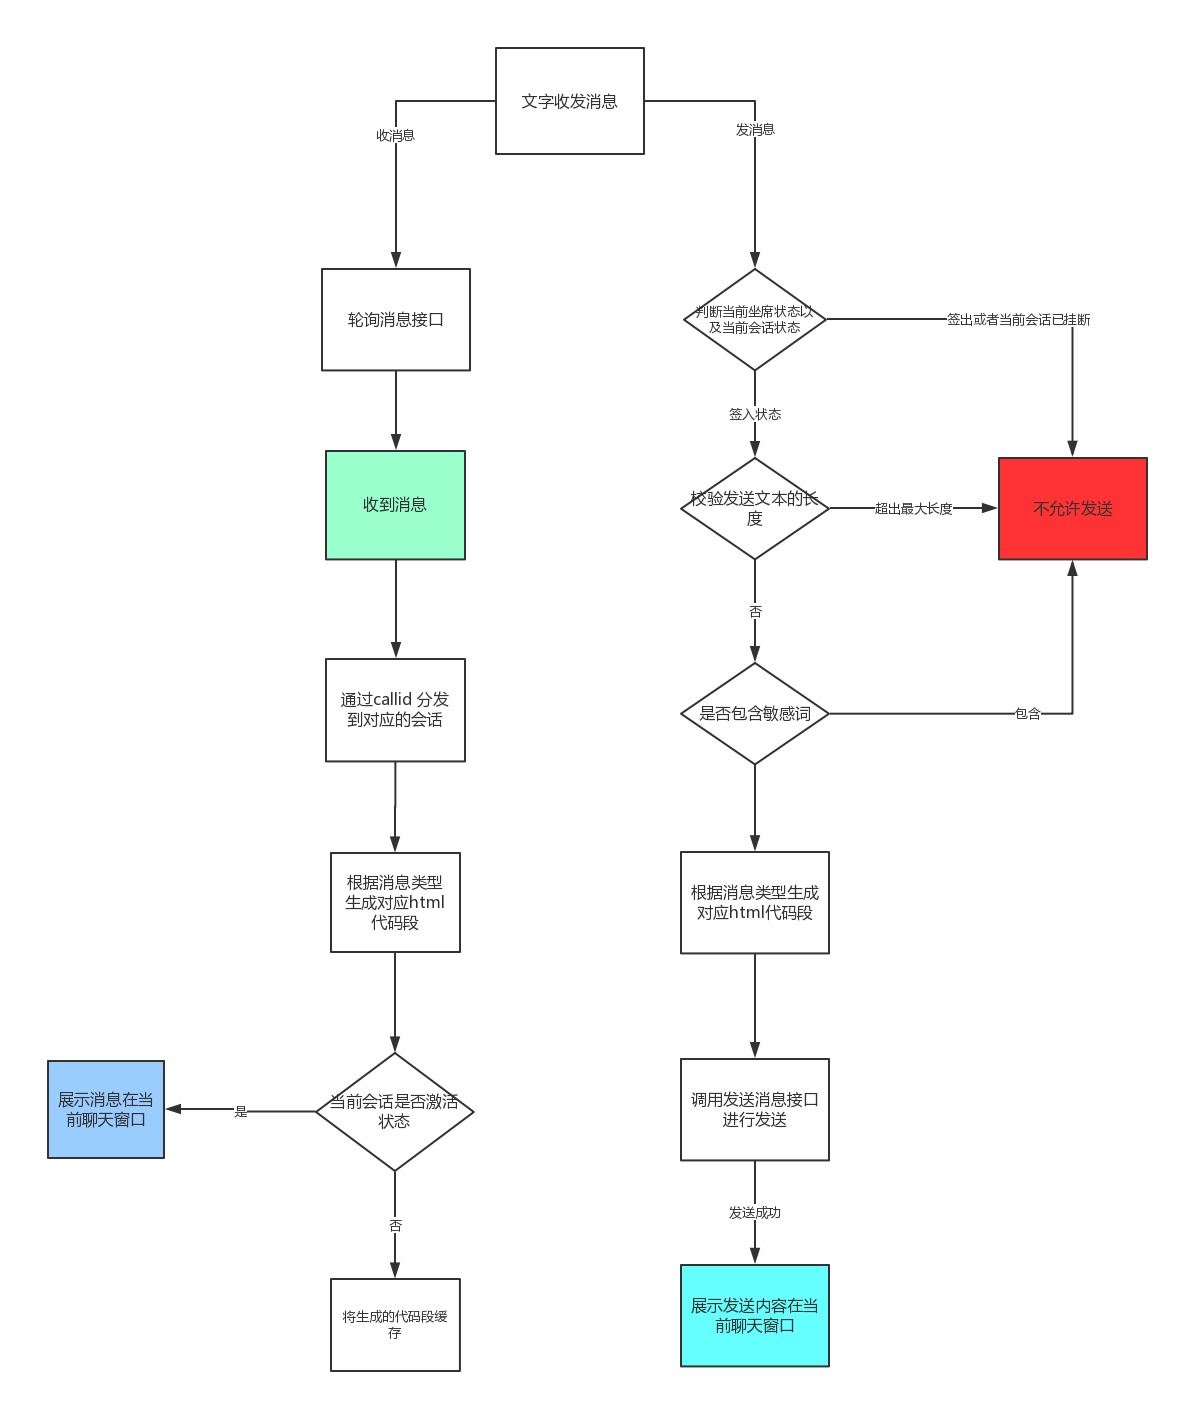 文字收发消息
收消息
发消息
轮询消息接口
判断当前坐席状态以
及当前会话状态
签出或者当前会话已挂断
签入状态
收到消息
校验发送文本的长
度
超出最大长度
不允许发送
否
通过callid 分发
到对应的会话
是否包含敏感词
包含
根据消息类型
生成对应html
代码段
根据消息类型生成
对应html代码段
展示消息在当
前聊天窗口
是
当前会话是否激活
状态
调用发送消息接口
进行发送
否
发送成功
将生成的代码段缓
存
展示发送内容在当
前聊天窗口